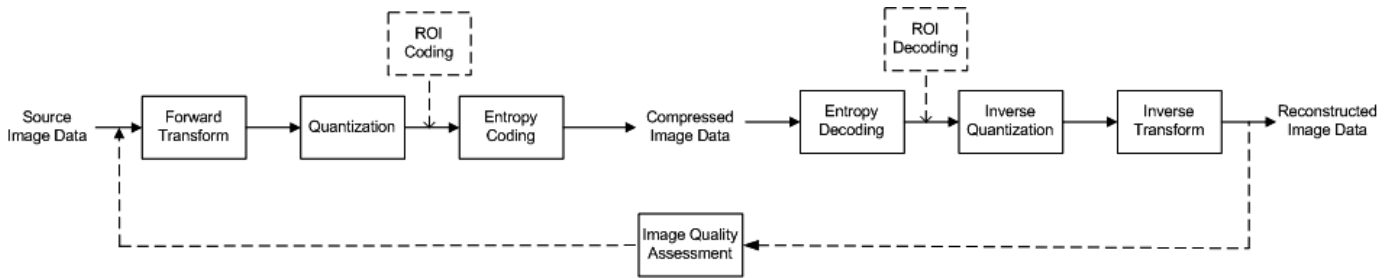 ROI
Coding
ROI
Decoding
Source
Image Data
Forward
Transform
Quantization
Entropy
Coding
Compressed
Image Data
Entropy
Decoding
Inverse
Quantization
Inverse
Transform
Reconstructed
Image Data
Image Quality
Assessment